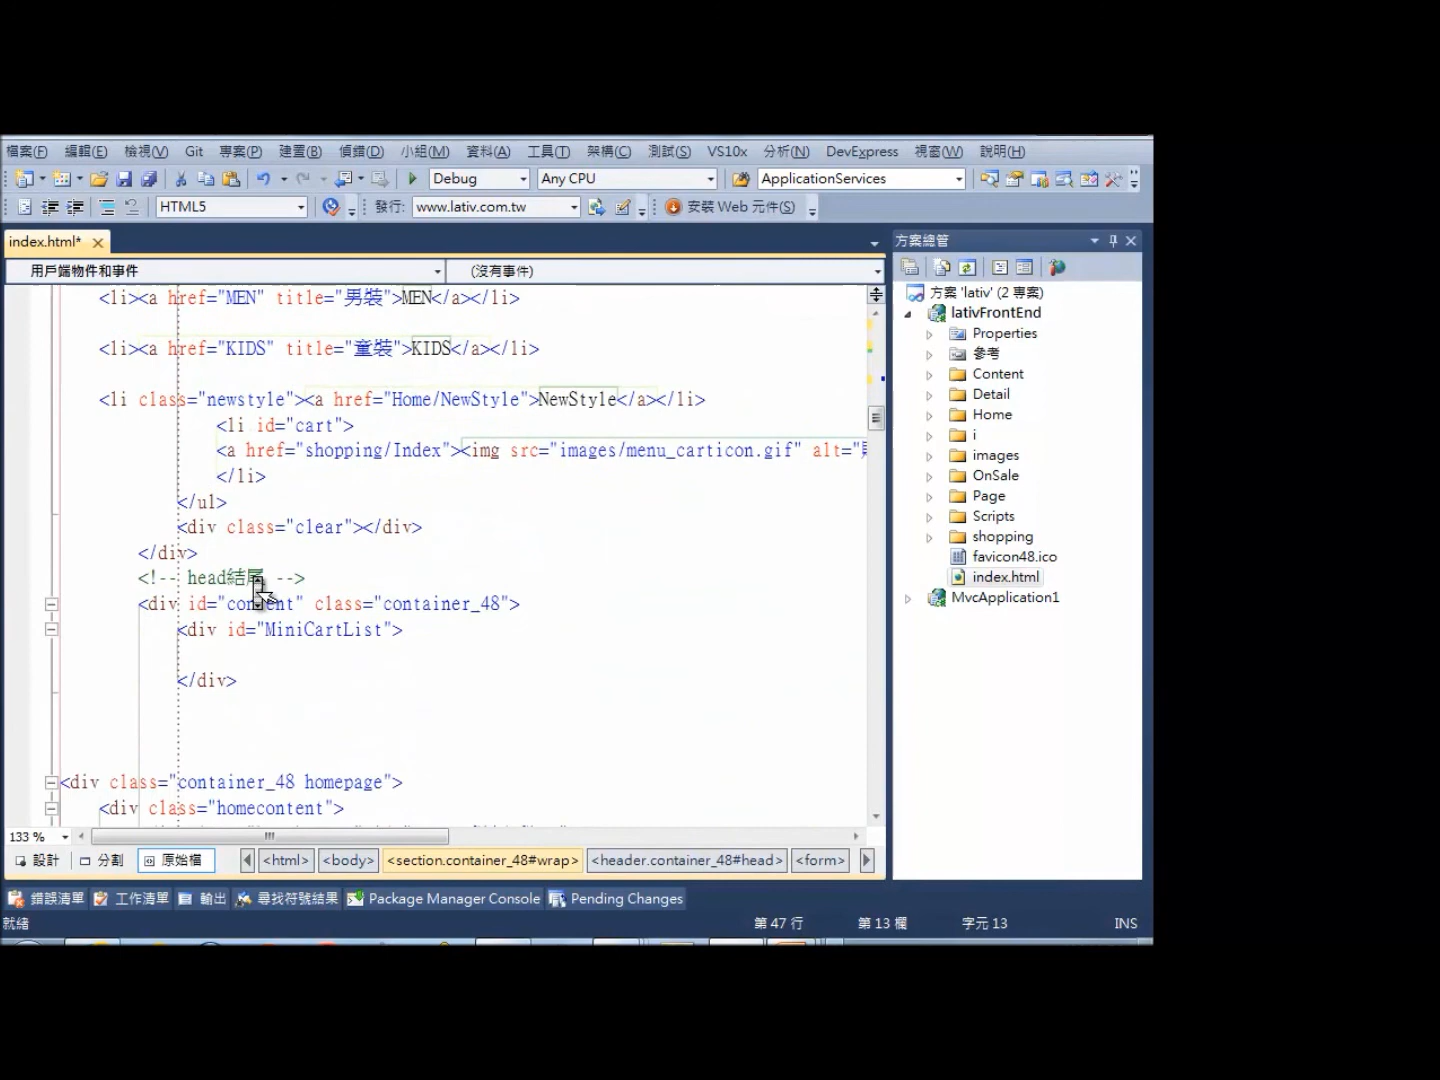 檔案(F) 編輯(E) 檢視(V) Git 專案(P) 建置(B) 偵錯(D) 小組(M) 資料(A) 工具(T) 架構(C) 測試(S) VS10x 分析(N) DevExpress 視窗(W) 說明(H)
Debug Any CPU ApplicationServices
HTML5 發行: www.lativ.com.tw 安裝 Web 元件(S)
index.html* 方案總管
用戶端物件和事件 (沒有事件)
<li><a href="MEN" title="男裝">MEN</a></li>
<li><a href="KIDS" title="童裝">KIDS</a></li>
<li class="newstyle"><a href="Home/NewStyle">NewStyle</a></li>
<li id="cart">
<a href="shopping/Index"><img src="images/menu_carticon.gif" alt="
</li>
</ul>
<div class="clear"></div>
</div>
<!-- head結尾 -->
<div id="content" class="container_48">
<div id="MiniCartList">
</div>
<div class="container_48 homepage">
<div class="homecontent">
方案 'lativ' (2 專案)
lativFrontEnd
Properties
參考
Content
Detail
Home
i
images
OnSale
Page
Scripts
shopping
favicon48.ico
index.html
MvcApplication1
133 %
設計 分割 原始檔 <html> <body> <section.container_48#wrap> <header.container_48#head> <form>
錯誤清單 工作清單 輸出 尋找符號結果 Package Manager Console Pending Changes
就緒 第 47 行 第 13 欄 字元 13 INS